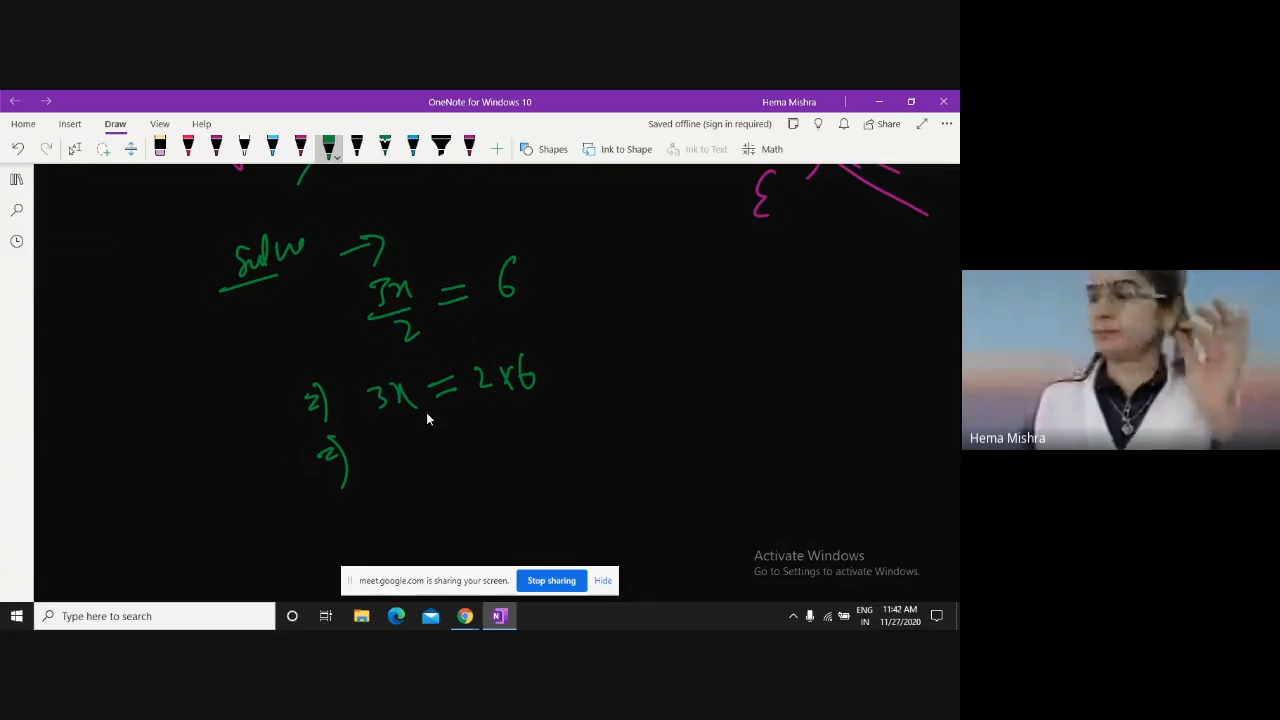 OneNote for Windows 10
Hema Mishra
Home Insert Draw View Help
Saved offline (sign in required)
Share
Shapes Ink to Shape Ink to Text Math
Solve →
3x/2 = 6
⇒) 3x = 2×6
⇒)
Hema Mishra
Activate Windows
Go to Settings to activate Windows.
meet.google.com is sharing your screen. Stop sharing Hide
Type here to search
ENG
IN
11:42 AM
11/27/2020